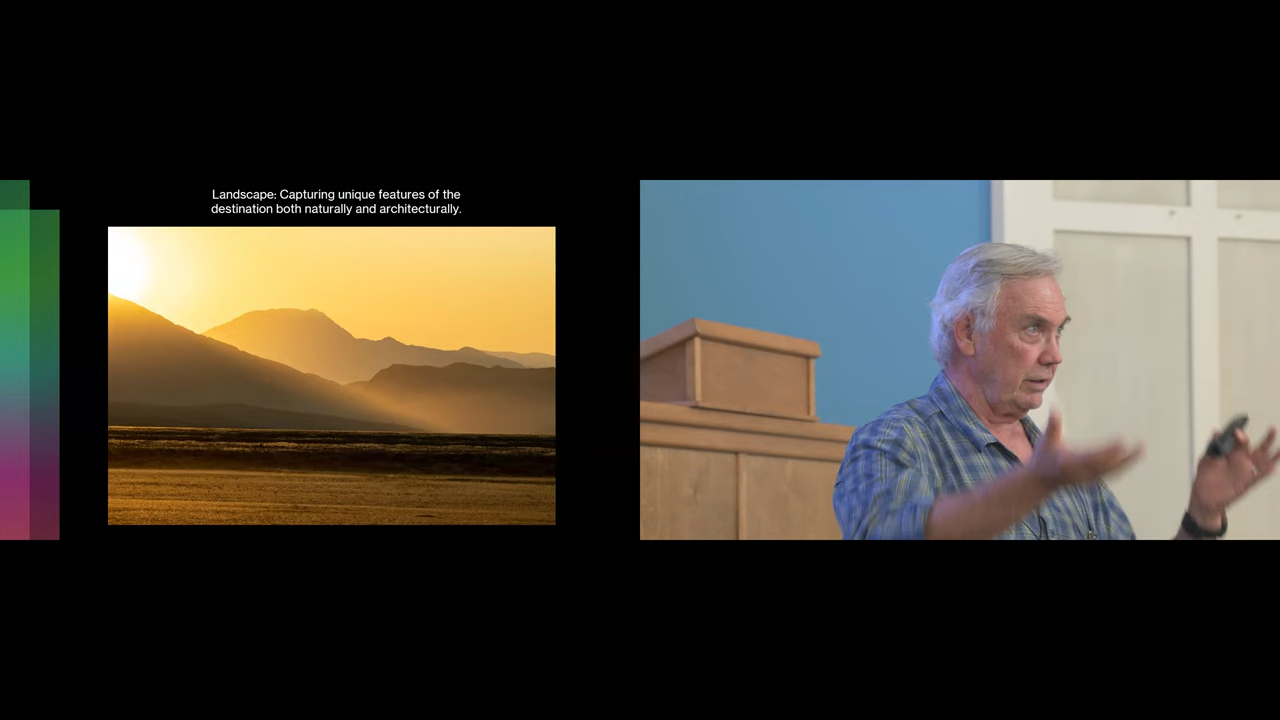 Landscape: Capturing unique features of the
destination both naturally and architecturally.